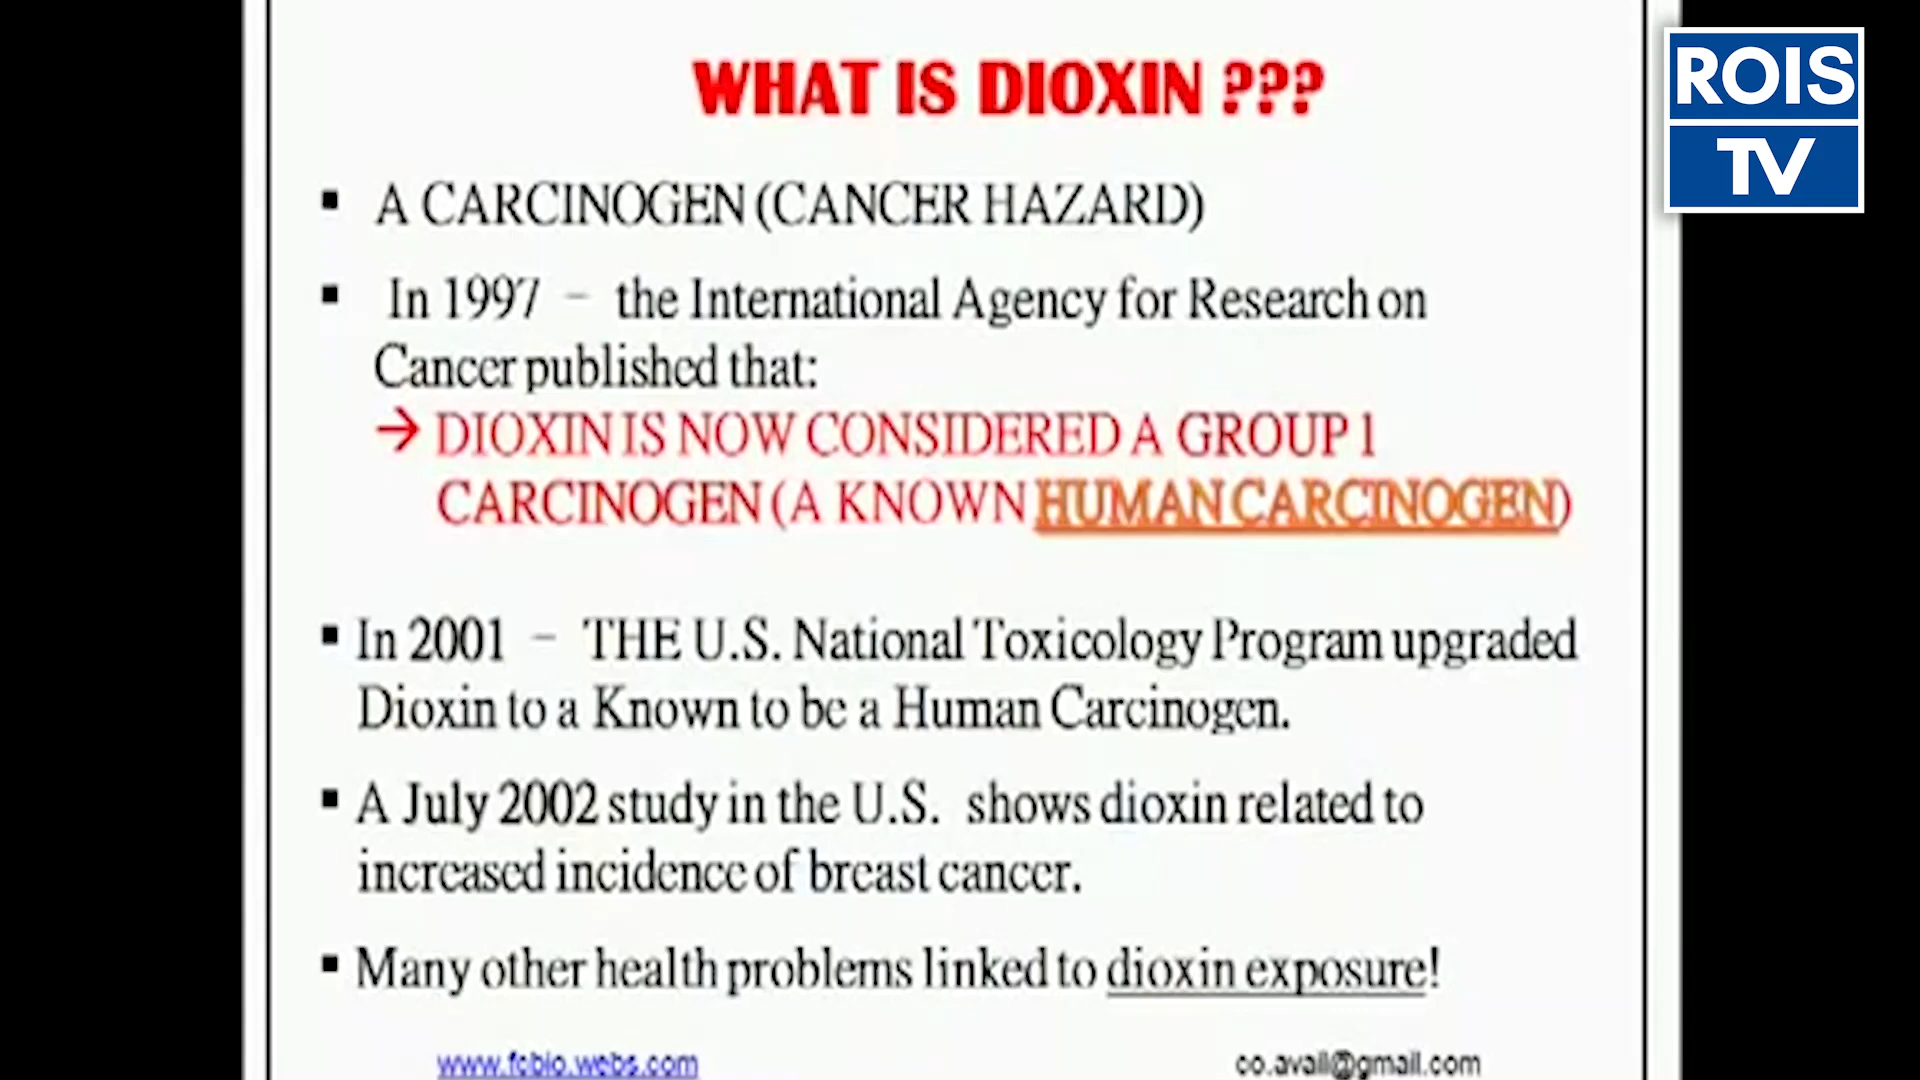 WHAT IS DIOXIN ???
ROIS
TV
▪ A CARCINOGEN (CANCER HAZARD)
▪ In 1997 – the International Agency for Research on
Cancer published that:
→ DIOXIN IS NOW CONSIDERED A GROUP 1
CARCINOGEN (A KNOWN HUMAN CARCINOGEN)
▪ In 2001 – THE U.S. National Toxicology Program upgraded
Dioxin to a Known to be a Human Carcinogen.
▪ A July 2002 study in the U.S. shows dioxin related to
increased incidence of breast cancer.
▪ Many other health problems linked to dioxin exposure!
www.fcbio.webs.com
co.avail@gmail.com